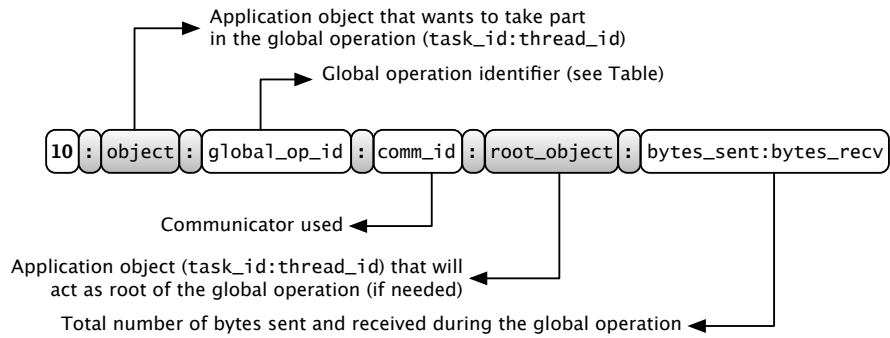 Application object that wants to take part
in the global operation (task_id:thread_id)
Global operation identifier (see Table)
10:object:global_op_id:comm_id:root_object:bytes_sent:bytes_recv
Communicator used
Application object (task_id:thread_id) that will
act as root of the global operation (if needed)
Total number of bytes sent and received during the global operation